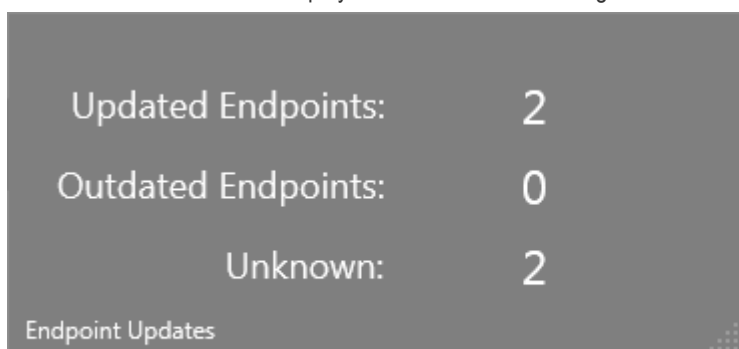 Updated Endpoints: 2
Outdated Endpoints: 0
Unknown: 2
Endpoint Updates